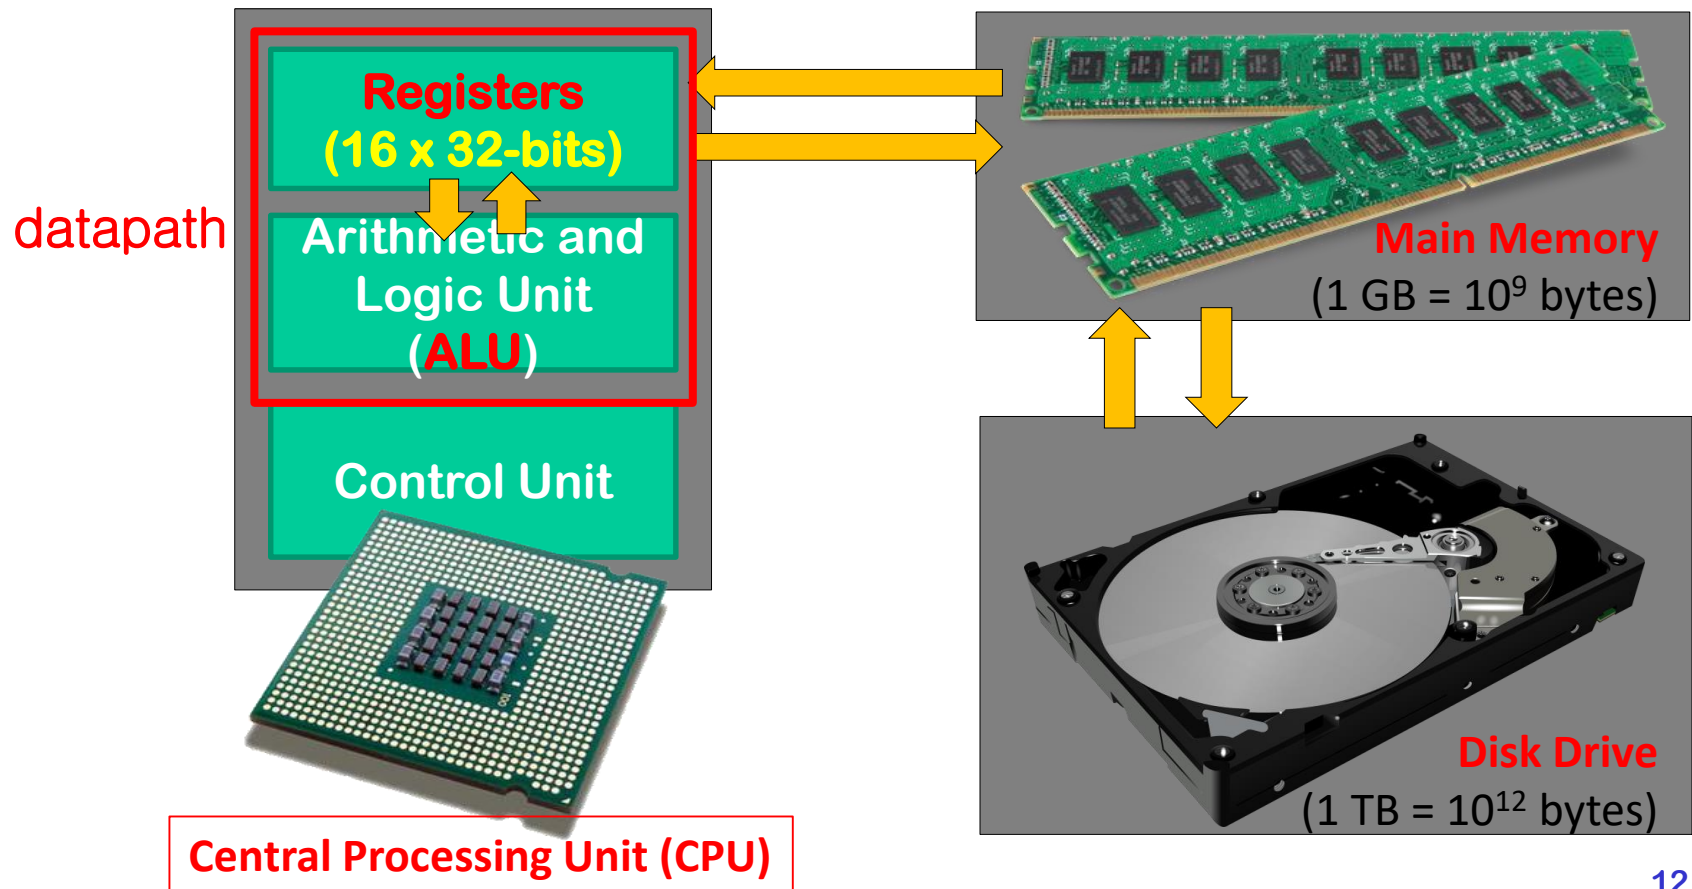 datapath
Registers
(16 x 32-bits)
Arithmetic and
Logic Unit
(ALU)
Control Unit
Central Processing Unit (CPU)
Main Memory
(1 GB = 10⁹ bytes)
Disk Drive
(1 TB = 10¹² bytes)
12